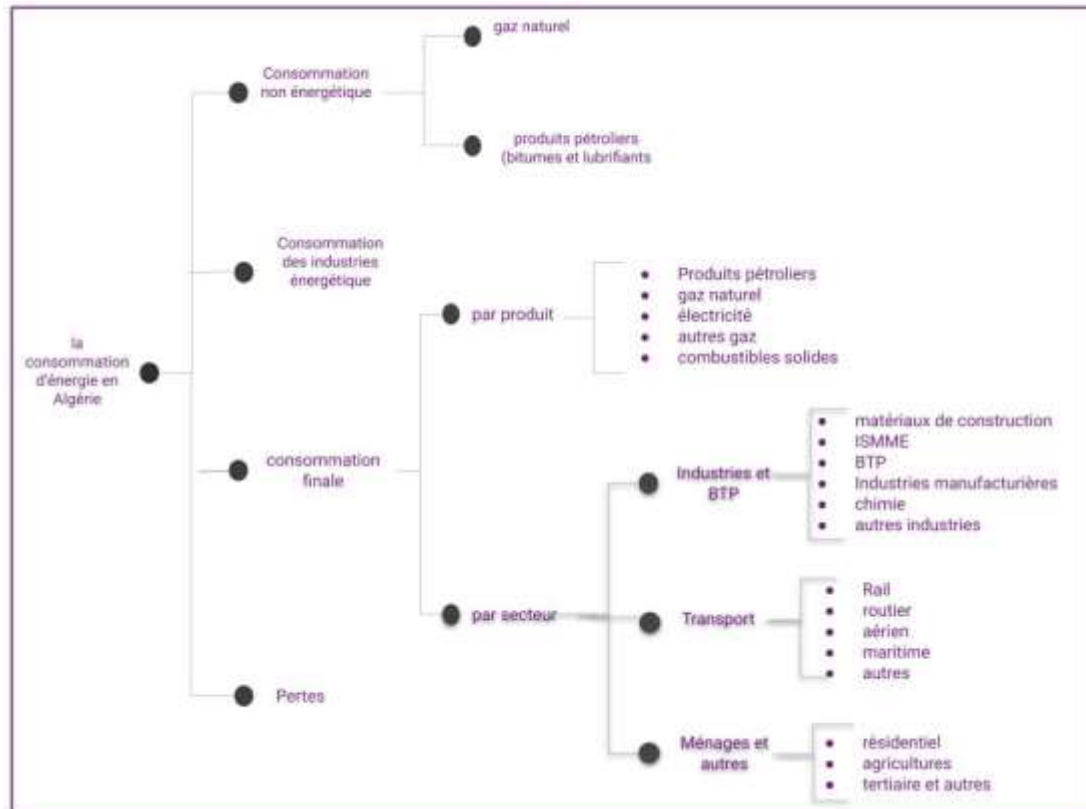 la
consommation
d'énergie en
Algérie
Consommation
non énergétique
gaz naturel
produits pétroliers
(bitumes et lubrifiants
Consommation
des industries
énergétique
consommation
finale
par produit
Produits pétroliers
gaz naturel
électricité
autres gaz
combustibles solides
par secteur
Industries et
BTP
matériaux de construction
ISMME
BTP
Industries manufacturières
chimie
autres industries
Transport
Rail
routier
aérien
maritime
autres
Ménages et
autres
résidentiel
agricultures
tertiaire et autres
Pertes